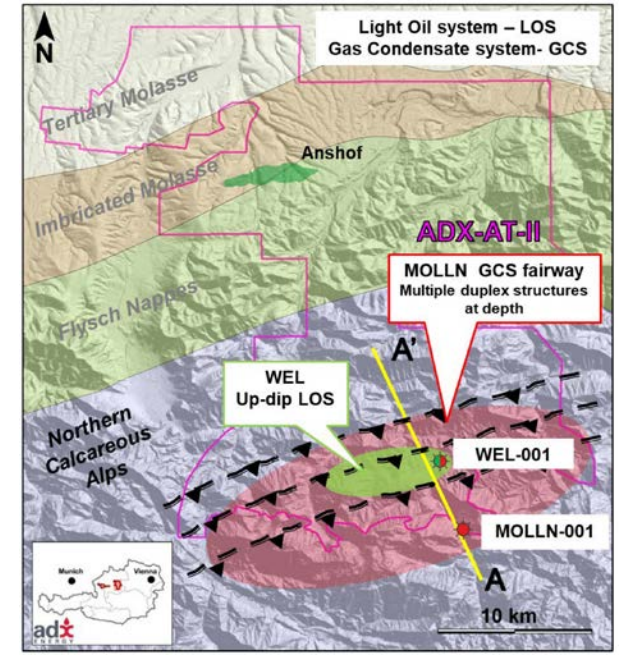 Light Oil system – LOS
Gas Condensate system- GCS
N
Tertiary Molasse
Anshof
Imbricated Molasse
ADX-AT-II
MOLLN GCS fairway
Multiple duplex structures
at depth
Flysch Nappes
A'
WEL
Up-dip LOS
Northern
Calcareous
Alps
WEL-001
MOLLN-001
A
10 km
Munich
Vienna
adx
ENERGY